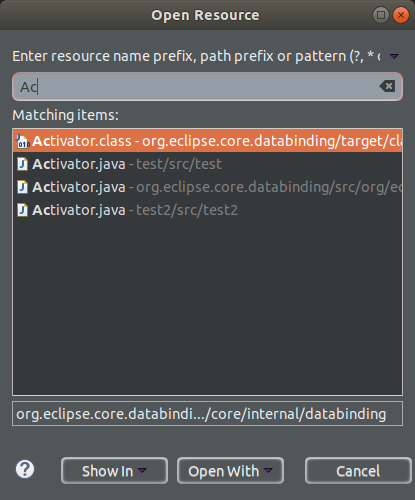 Open Resource
Enter resource name prefix, path prefix or pattern (?, *
Ac
Matching items:
Activator.class - org.eclipse.core.databinding/target/cla
Activator.java - test/src/test
Activator.java - org.eclipse.core.databinding/src/org/ec
Activator.java - test2/src/test2
org.eclipse.core.databindi.../core/internal/databinding
Show In
Open With
Cancel